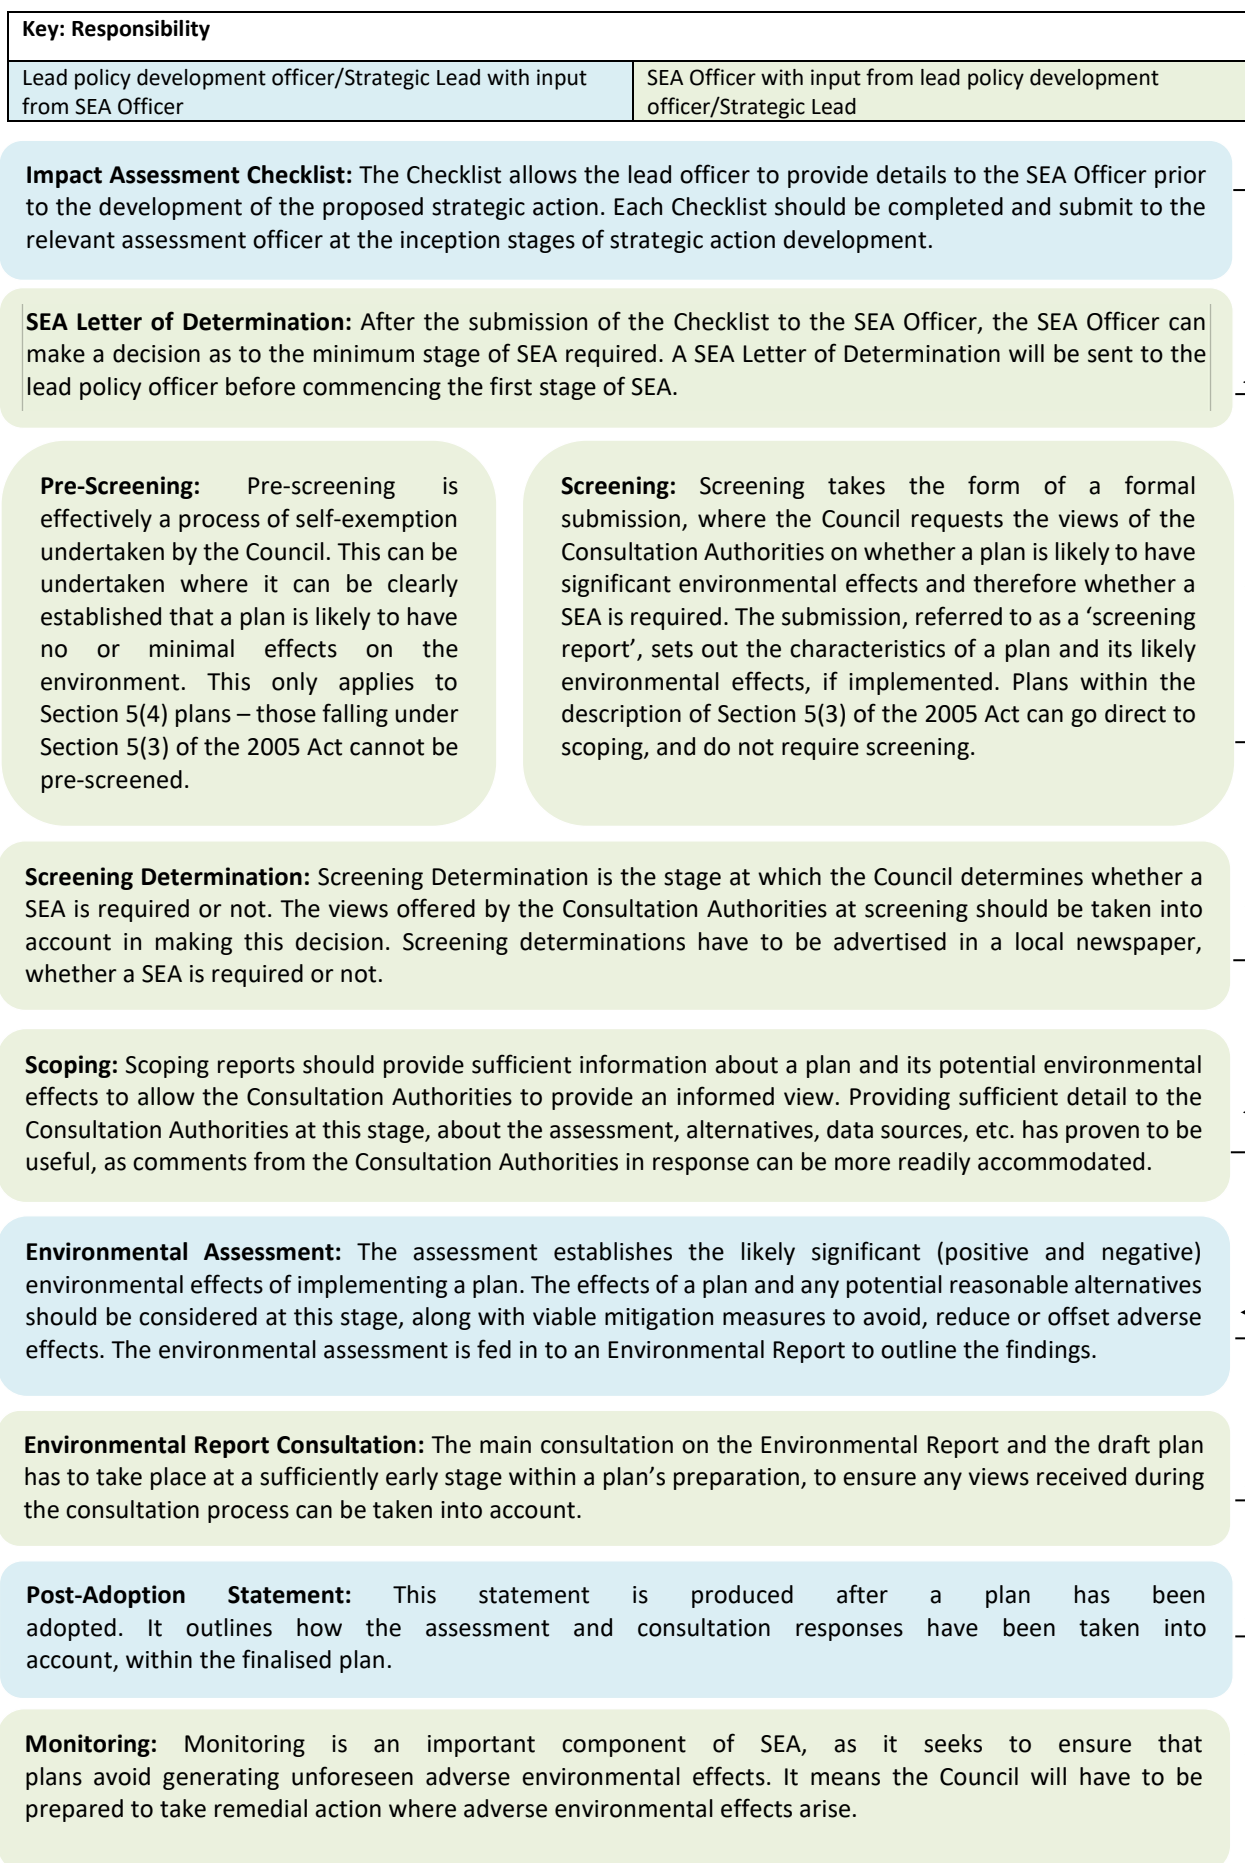 Key: Responsibility
Lead policy development officer/Strategic Lead with input
from SEA Officer
SEA Officer with input from lead policy development
officer/Strategic Lead
Impact Assessment Checklist: The Checklist allows the lead officer to provide details to the SEA Officer prior
to the development of the proposed strategic action. Each Checklist should be completed and submit to the
relevant assessment officer at the inception stages of strategic action development.
SEA Letter of Determination: After the submission of the Checklist to the SEA Officer, the SEA Officer can
make a decision as to the minimum stage of SEA required. A SEA Letter of Determination will be sent to the
lead policy officer before commencing the first stage of SEA.
Pre-Screening: Pre-screening is
effectively a process of self-exemption
undertaken by the Council. This can be
undertaken where it can be clearly
established that a plan is likely to have
no or minimal effects on the
environment. This only applies to
Section 5(4) plans – those falling under
Section 5(3) of the 2005 Act cannot be
pre-screened.
Screening: Screening takes the form of a formal
submission, where the Council requests the views of the
Consultation Authorities on whether a plan is likely to have
significant environmental effects and therefore whether a
SEA is required. The submission, referred to as a ‘screening
report’, sets out the characteristics of a plan and its likely
environmental effects, if implemented. Plans within the
description of Section 5(3) of the 2005 Act can go direct to
scoping, and do not require screening.
Screening Determination: Screening Determination is the stage at which the Council determines whether a
SEA is required or not. The views offered by the Consultation Authorities at screening should be taken into
account in making this decision. Screening determinations have to be advertised in a local newspaper,
whether a SEA is required or not.
Scoping: Scoping reports should provide sufficient information about a plan and its potential environmental
effects to allow the Consultation Authorities to provide an informed view. Providing sufficient detail to the
Consultation Authorities at this stage, about the assessment, alternatives, data sources, etc. has proven to be
useful, as comments from the Consultation Authorities in response can be more readily accommodated.
Environmental Assessment: The assessment establishes the likely significant (positive and negative)
environmental effects of implementing a plan. The effects of a plan and any potential reasonable alternatives
should be considered at this stage, along with viable mitigation measures to avoid, reduce or offset adverse
effects. The environmental assessment is fed in to an Environmental Report to outline the findings.
Environmental Report Consultation: The main consultation on the Environmental Report and the draft plan
has to take place at a sufficiently early stage within a plan’s preparation, to ensure any views received during
the consultation process can be taken into account.
Post-Adoption Statement: This statement is produced after a plan has been
adopted. It outlines how the assessment and consultation responses have been taken into
account, within the finalised plan.
Monitoring: Monitoring is an important component of SEA, as it seeks to ensure that
plans avoid generating unforeseen adverse environmental effects. It means the Council will have to be
prepared to take remedial action where adverse environmental effects arise.